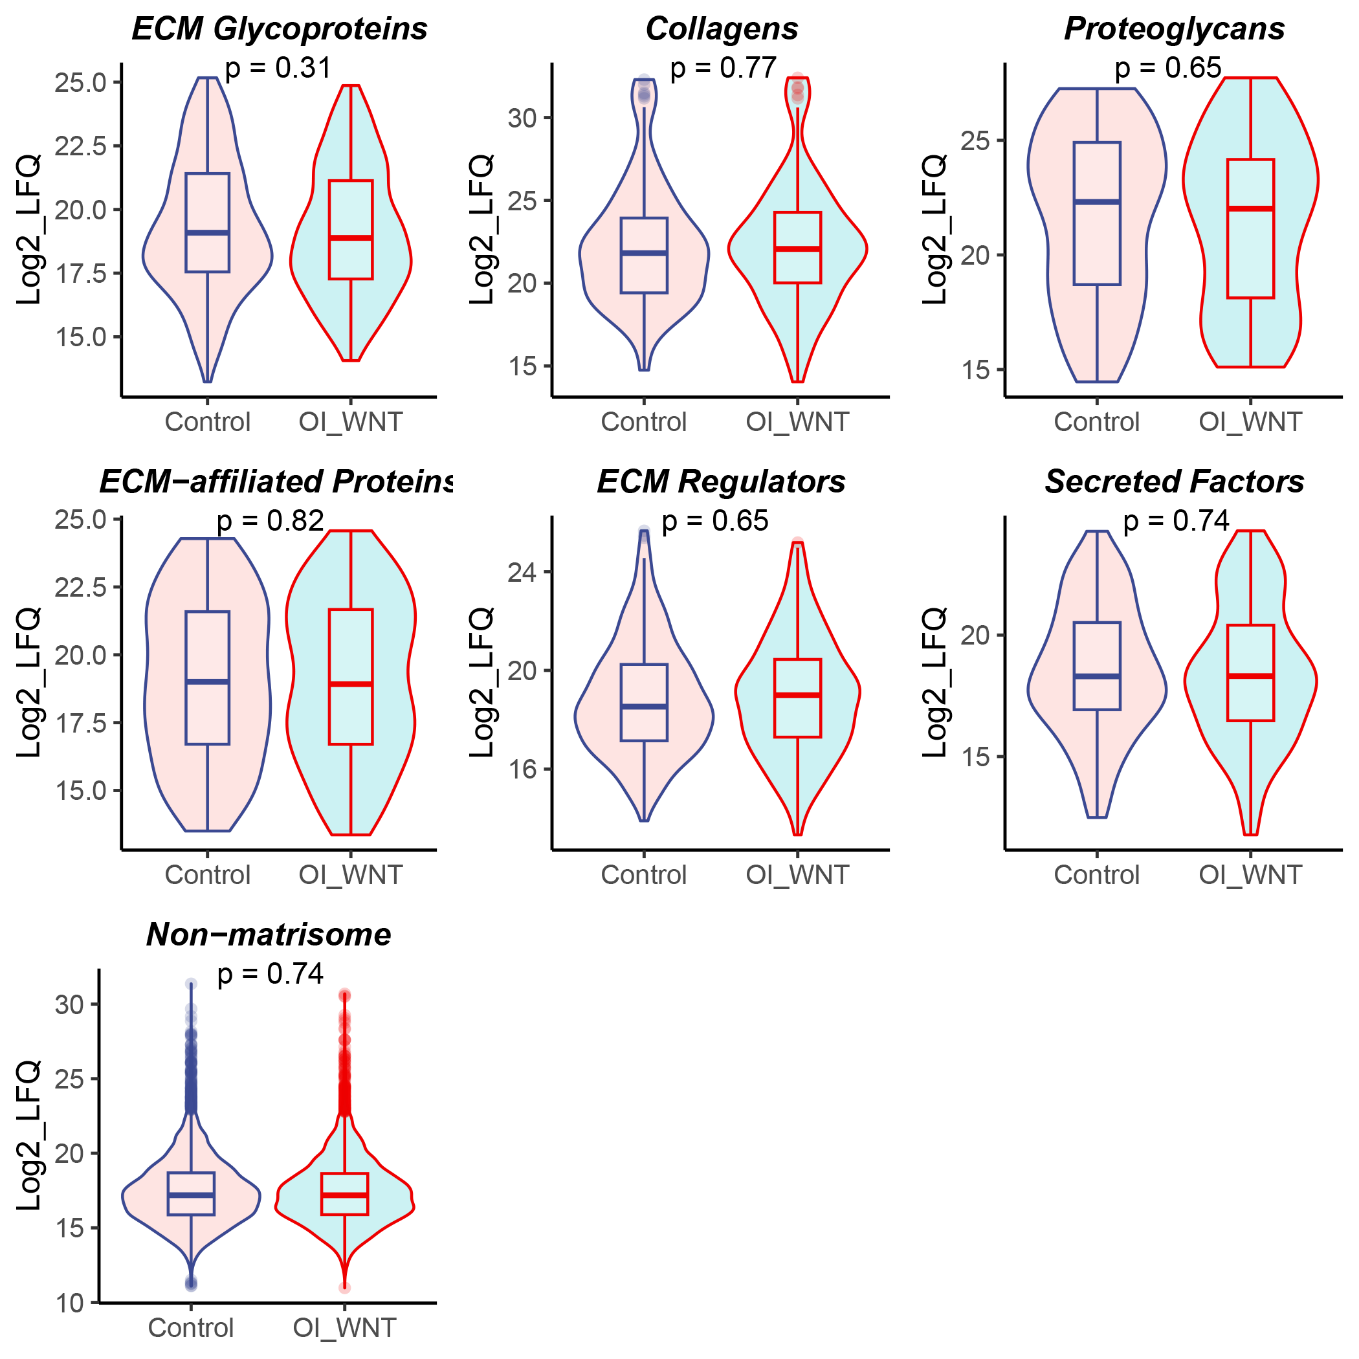 ECM Glycoproteins
p = 0.31
Log2_LFQ
25.0
22.5
20.0
17.5
15.0
Control
OI_WNT
Collagens
p = 0.77
Log2_LFQ
30
25
20
15
Control
OI_WNT
Proteoglycans
p = 0.65
Log2_LFQ
25
20
15
Control
OI_WNT
ECM−affiliated Proteins
p = 0.82
Log2_LFQ
25.0
22.5
20.0
17.5
15.0
Control
OI_WNT
ECM Regulators
p = 0.65
Log2_LFQ
24
20
16
Control
OI_WNT
Secreted Factors
p = 0.74
Log2_LFQ
20
15
Control
OI_WNT
Non−matrisome
p = 0.74
Log2_LFQ
30
25
20
15
10
Control
OI_WNT